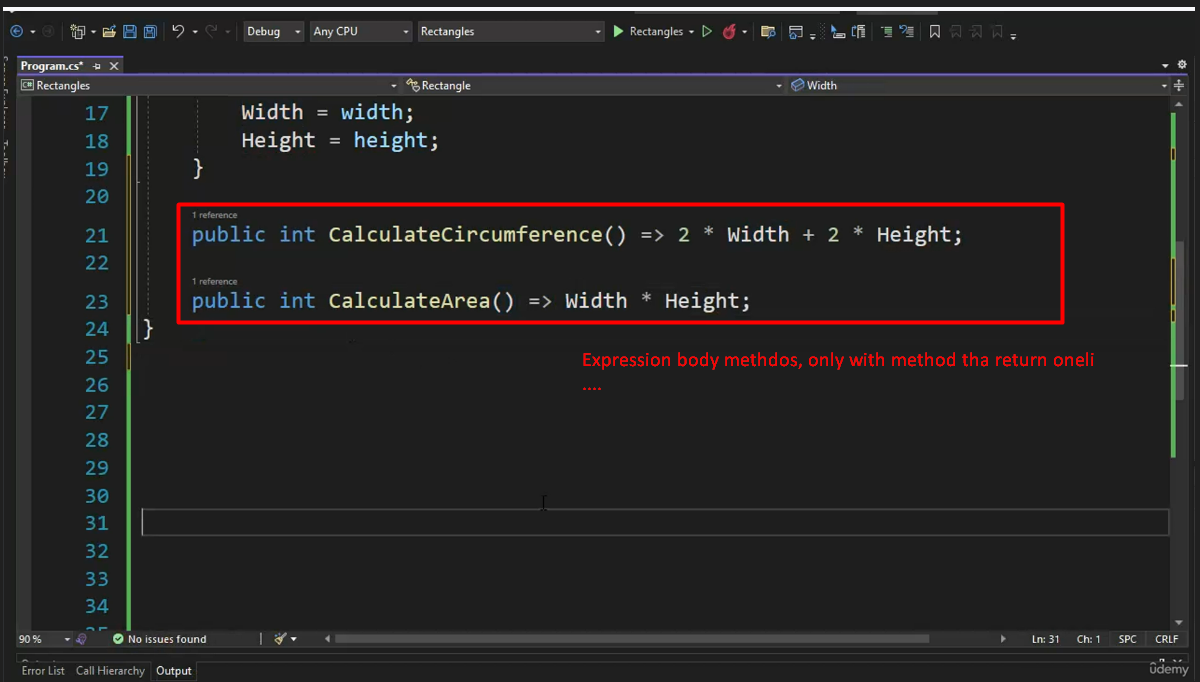 Debug
Any CPU
Rectangles
Rectangles
Program.cs*
Rectangles
Rectangle
Width
17 Width = width;
18 Height = height;
19 }
20
1 reference
21 public int CalculateCircumference() => 2 * Width + 2 * Height;
22
1 reference
23 public int CalculateArea() => Width * Height;
24 }
25
Expression body methdos, only with method tha return oneli
....
26
27
28
29
30
31
32
33
34
90 %
No issues found
Ln: 31
Ch: 1
SPC
CRLF
Error List
Call Hierarchy
Output
ûdemy